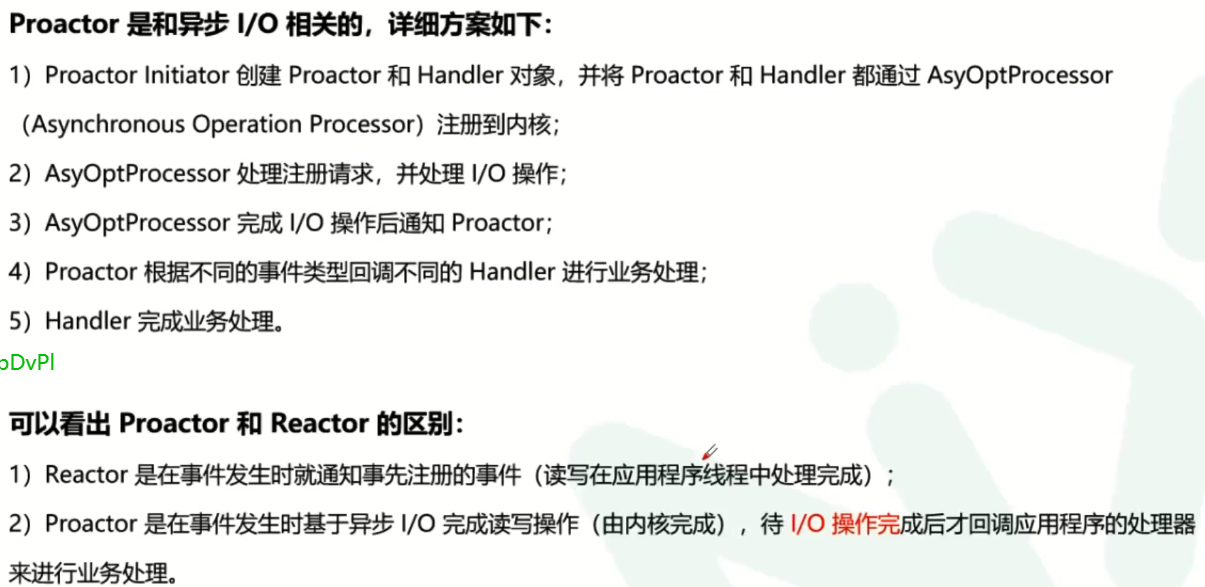 Proactor 是和异步 I/O 相关的，详细方案如下：
1）Proactor Initiator 创建 Proactor 和 Handler 对象，并将 Proactor 和 Handler 都通过 AsyOptProcessor
（Asynchronous Operation Processor）注册到内核；
2）AsyOptProcessor 处理注册请求，并处理 I/O 操作；
3）AsyOptProcessor 完成 I/O 操作后通知 Proactor；
4）Proactor 根据不同的事件类型回调不同的 Handler 进行业务处理；
5）Handler 完成业务处理。
bDvPl
可以看出 Proactor 和 Reactor 的区别：
1）Reactor 是在事件发生时就通知事先注册的事件（读写在应用程序线程中处理完成）；
2）Proactor 是在事件发生时基于异步 I/O 完成读写操作（由内核完成），待 I/O 操作完成后才回调应用程序的处理器
来进行业务处理。